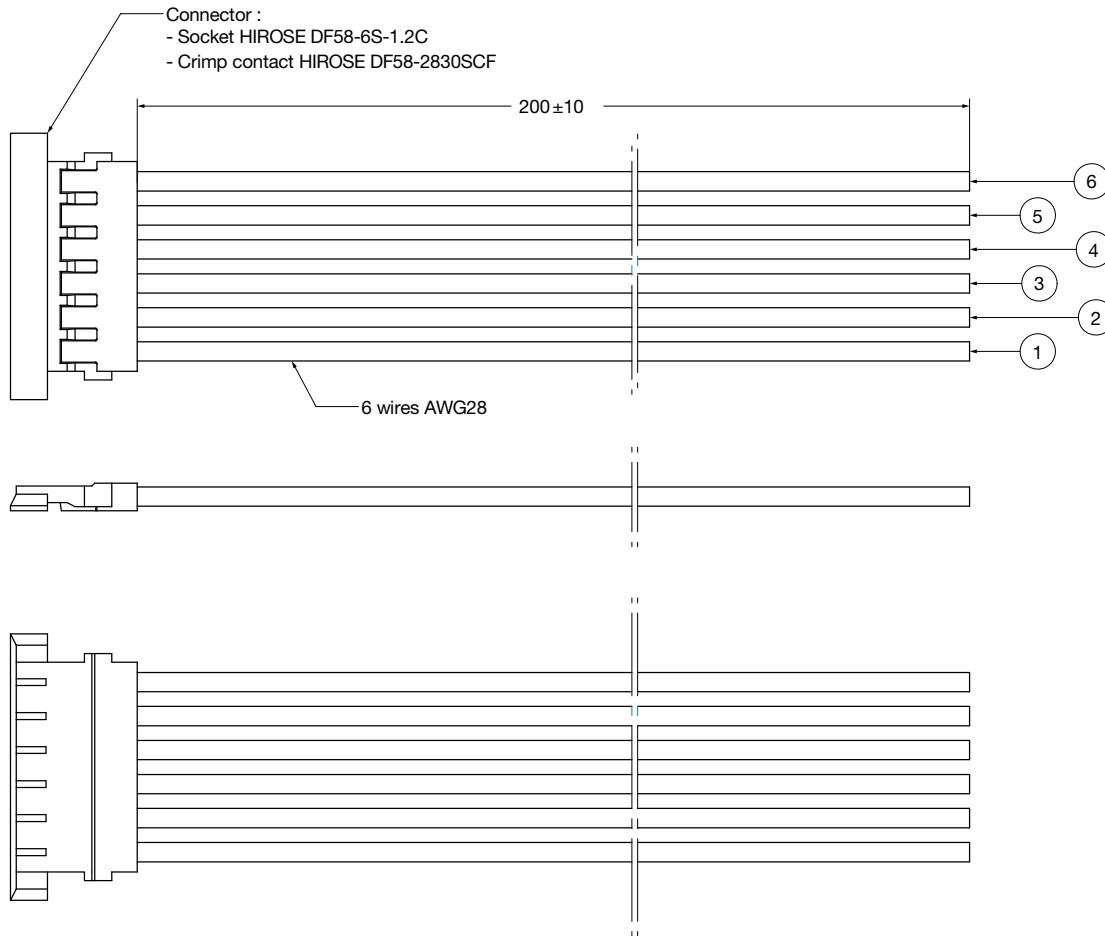 Connector :
- Socket HIROSE DF58-6S-1.2C
- Crimp contact HIROSE DF58-2830SCF
200±10
6
5
4
3
2
1
6 wires AWG28